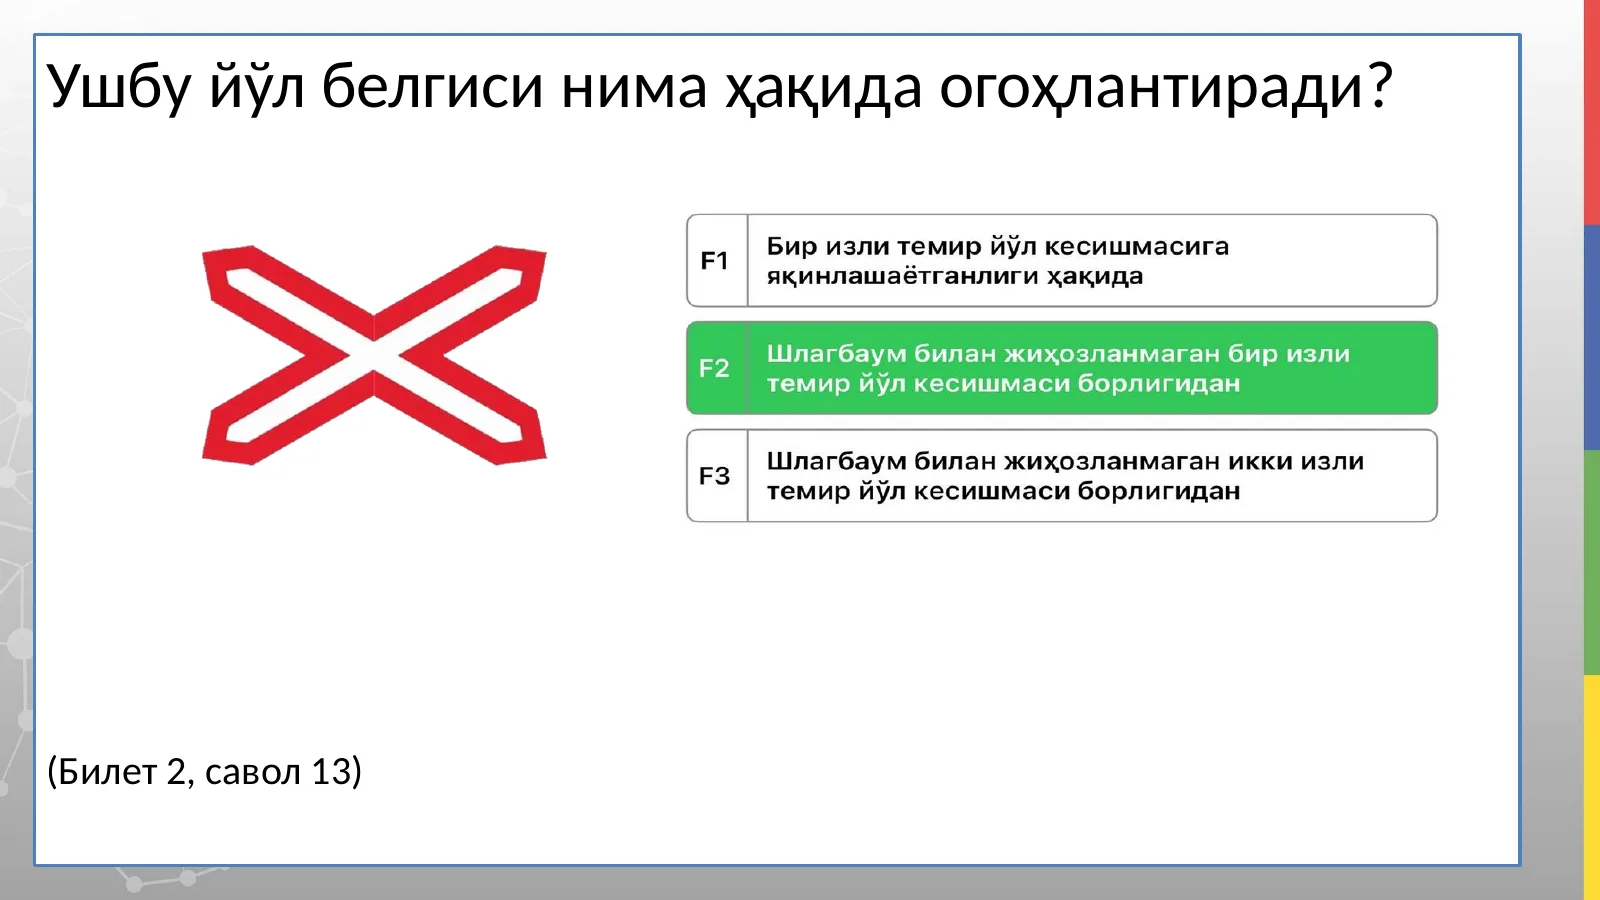 Ушбу йўл белгиси нима ҳақида огоҳлантиради?
F1
Бир изли темир йўл кесишмасига
яқинлашаётганлиги ҳақида
F2
Шлагбаум билан жиҳозланмаган бир изли
темир йўл кесишмаси борлигидан
F3
Шлагбаум билан жиҳозланмаган икки изли
темир йўл кесишмаси борлигидан
(Билет 2, савол 13)